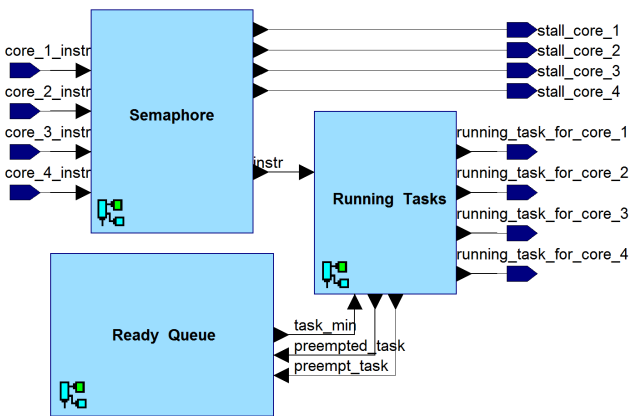 core_1_instr
core_2_instr
core_3_instr
core_4_instr
Semaphore
stall_core_1
stall_core_2
stall_core_3
stall_core_4
instr
Running Tasks
running_task_for_core_1
running_task_for_core_2
running_task_for_core_3
running_task_for_core_4
Ready Queue
task_min
preempted_task
preempt_task